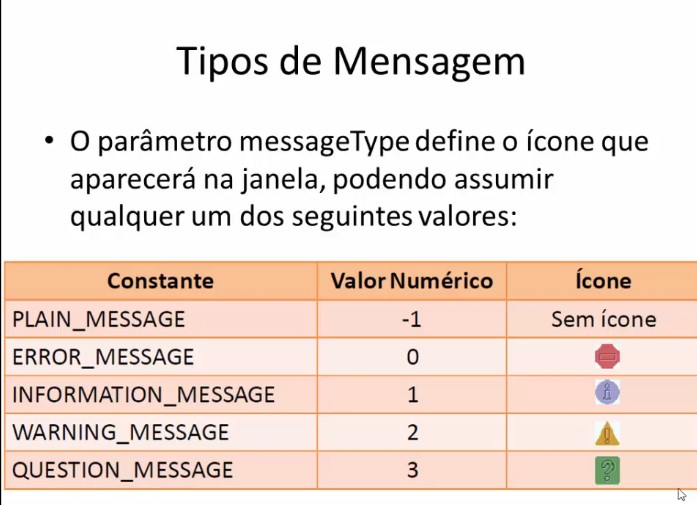 Tipos de Mensagem
• O parâmetro messageType define o ícone que
aparecerá na janela, podendo assumir
qualquer um dos seguintes valores:
Constante Valor Numérico Ícone
PLAIN_MESSAGE -1 Sem ícone
ERROR_MESSAGE 0
INFORMATION_MESSAGE 1 i
WARNING_MESSAGE 2 !
QUESTION_MESSAGE 3 ?